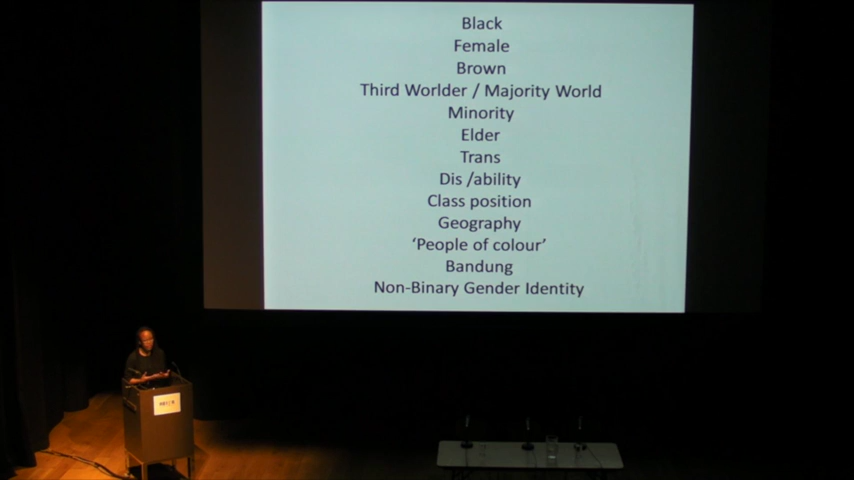 Black
Female
Brown
Third Worlder / Majority World
Minority
Elder
Trans
Dis /ability
Class position
Geography
‘People of colour’
Bandung
Non-Binary Gender Identity